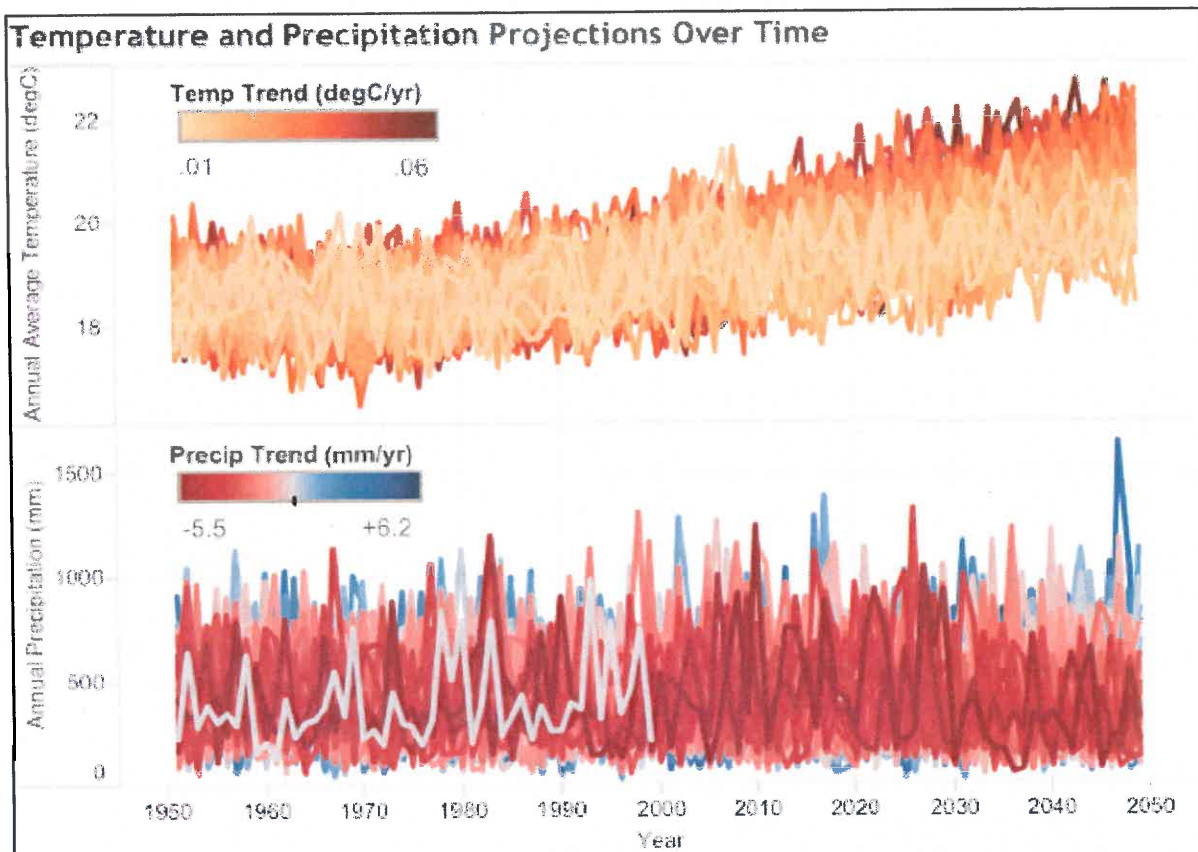 Temperature and Precipitation Projections Over Time
Annual Average Temperature (degC)
Temp Trend (degC/yr)
.01 .06
22
20
18
Annual Precipitation (mm)
Precip Trend (mm/yr)
-5.5 +6.2
1500
1000
500
0
1950 1960 1970 1980 1990 2000 2010 2020 2030 2040 2050
Year